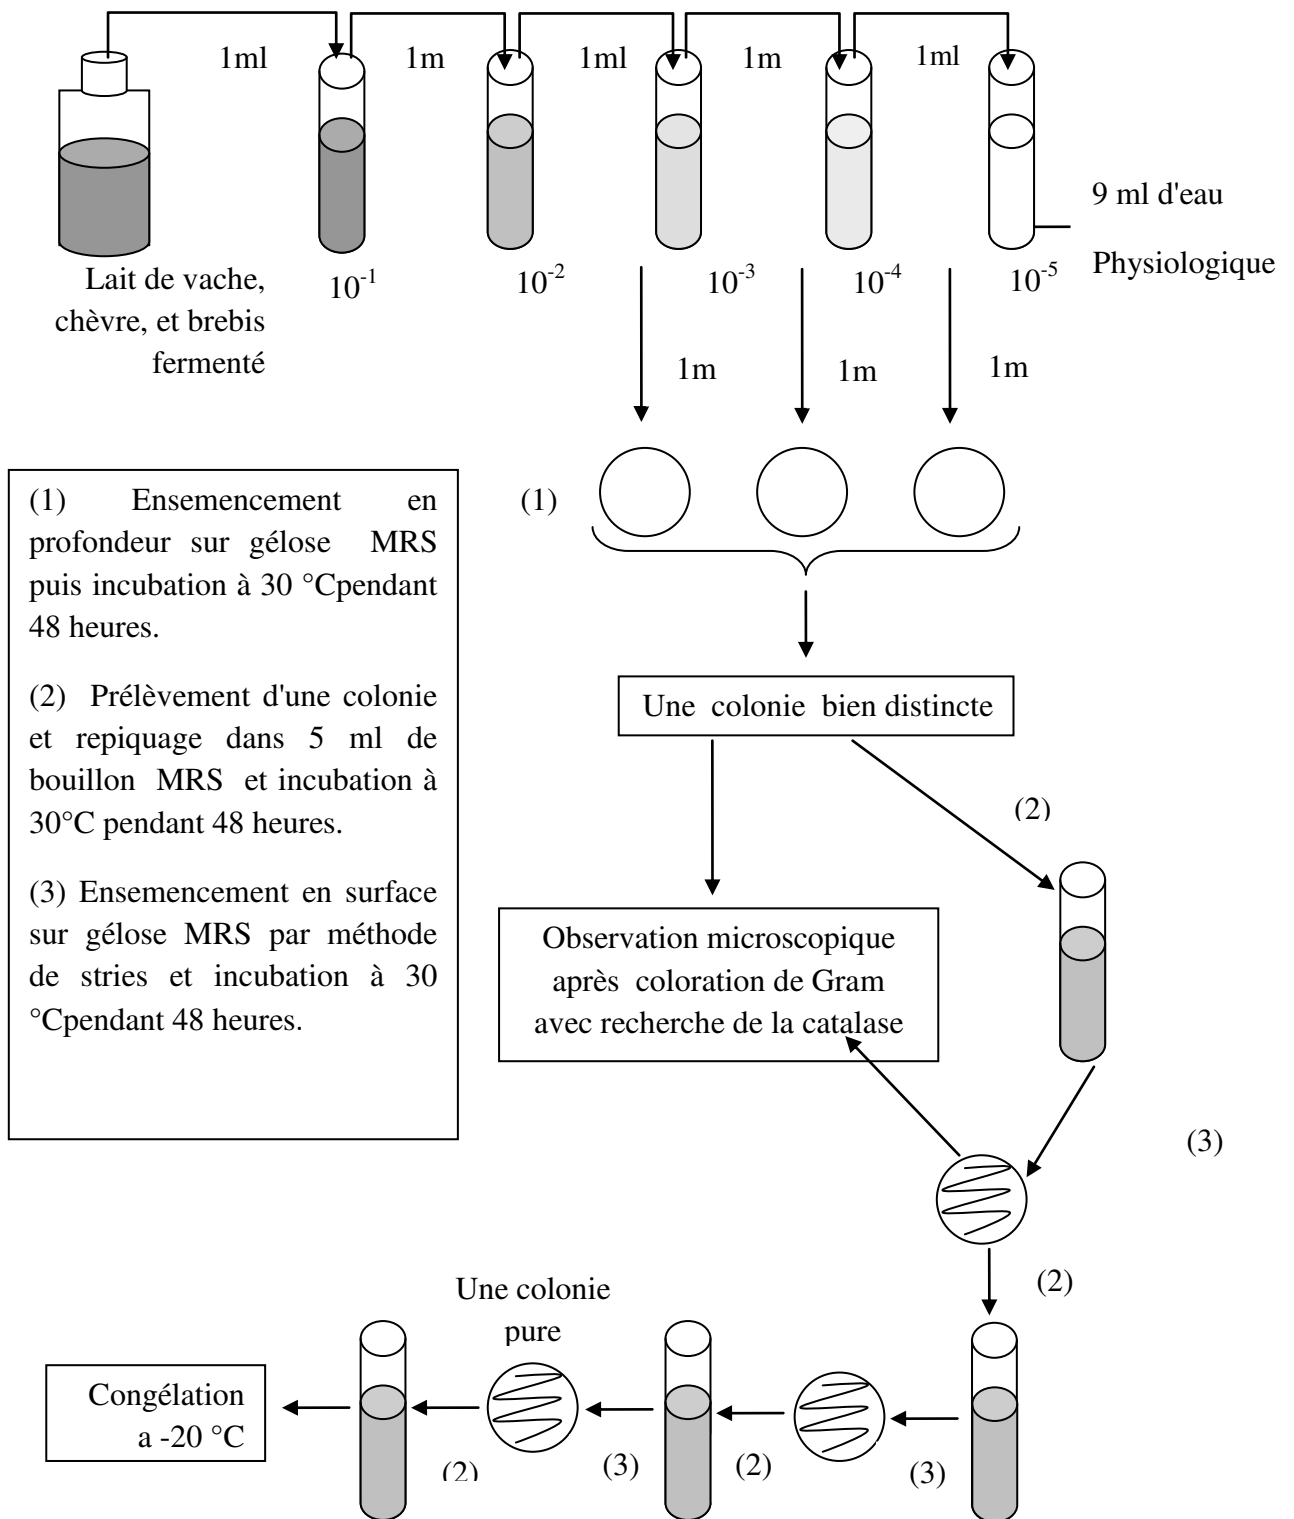 1ml 1m 1ml 1m 1ml
9 ml d'eau
Physiologique
10-1 10-2 10-3 10-4 10-5
Lait de vache,
chèvre, et brebis
fermenté
1m 1m 1m
(1) Ensemencement en
profondeur sur gélose MRS
puis incubation à 30 °Cpendant
48 heures.
(2) Prélèvement d'une colonie
et repiquage dans 5 ml de
bouillon MRS et incubation à
30°C pendant 48 heures.
(3) Ensemencement en surface
sur gélose MRS par méthode
de stries et incubation à 30
°Cpendant 48 heures.
(1)
Une colonie bien distincte
(2)
Observation microscopique
après coloration de Gram
avec recherche de la catalase
(3)
(2)
Une colonie
pure
Congélation
a -20 °C
(2) (3) (2) (3)